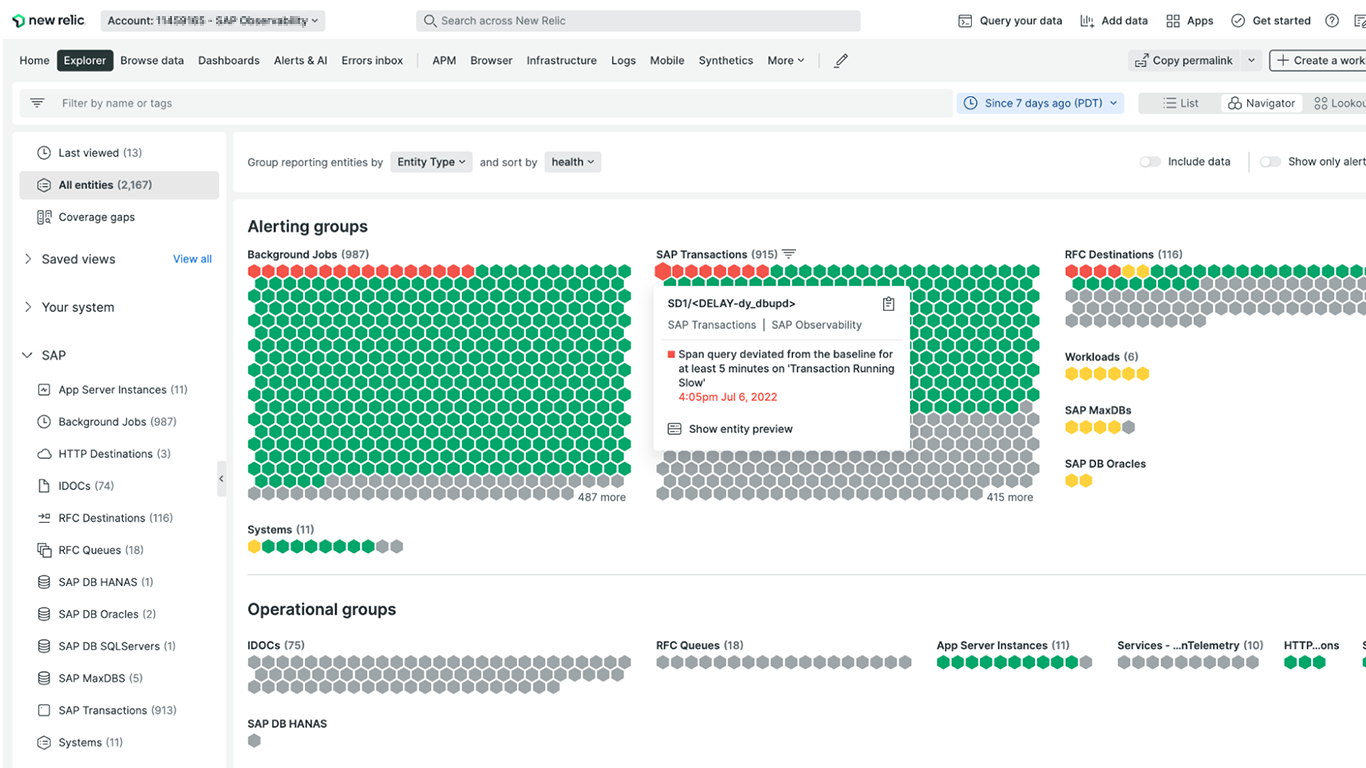 new relic
Account: 11459165 - SAP Observability
Search across New Relic
Query your data
Add data
Apps
Get started
Home
Explorer
Browse data
Dashboards
Alerts & AI
Errors inbox
APM
Browser
Infrastructure
Logs
Mobile
Synthetics
More
Copy permalink
Create a work
Filter by name or tags
Since 7 days ago (PDT)
List
Navigator
Lookou
Last viewed (13)
All entities (2,167)
Coverage gaps
Saved views
View all
Your system
SAP
App Server Instances (11)
Background Jobs (987)
HTTP Destinations (3)
IDOCs (74)
RFC Destinations (116)
RFC Queues (18)
SAP DB HANAS (1)
SAP DB Oracles (2)
SAP DB SQLServers (1)
SAP MaxDBS (5)
SAP Transactions (913)
Systems (11)
Group reporting entities by Entity Type and sort by health
Include data
Show only alert
Alerting groups
Background Jobs (987)
487 more
SAP Transactions (915)
SD1/<DELAY-dy_dbupd>
SAP Transactions | SAP Observability
Span query deviated from the baseline for
at least 5 minutes on 'Transaction Running
Slow'
4:05pm Jul 6, 2022
Show entity preview
415 more
RFC Destinations (116)
Workloads (6)
SAP MaxDBs
SAP DB Oracles
Systems (11)
Operational groups
IDOCs (75)
RFC Queues (18)
App Server Instances (11)
Services - ...nTelemetry (10)
HTTP...ons
S
SAP DB HANAS